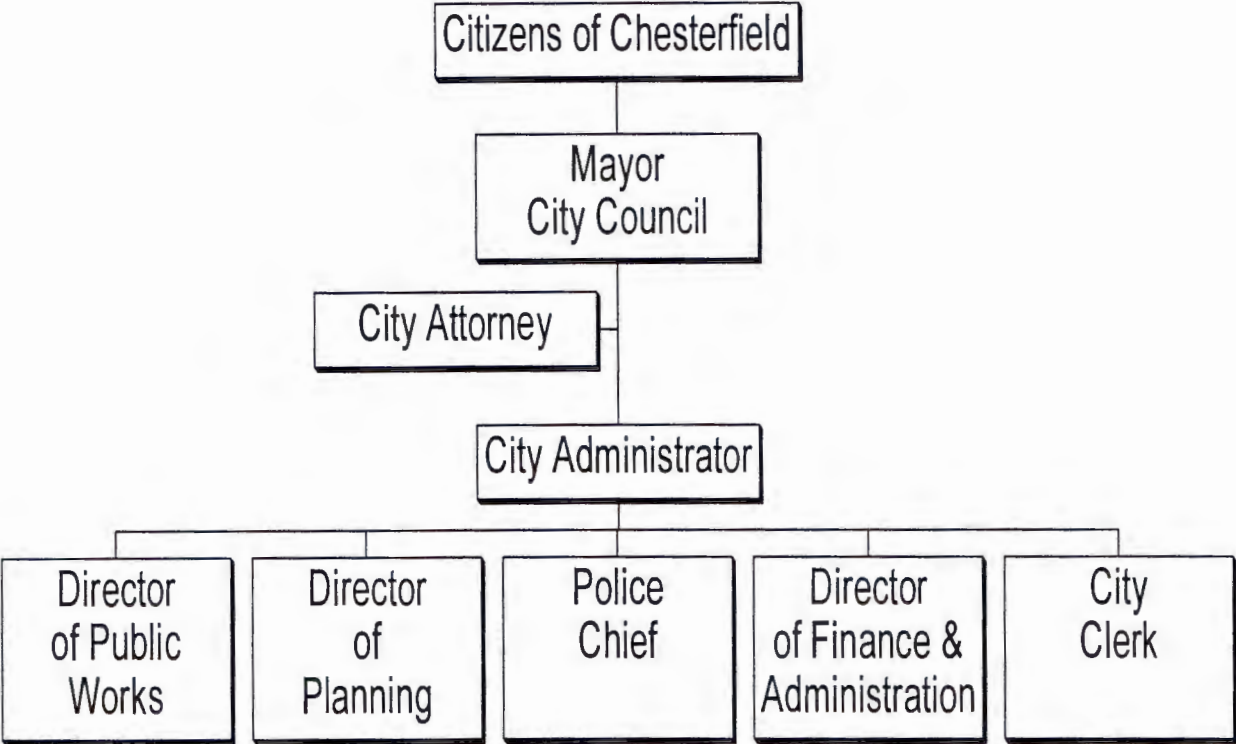 Citizens of Chesterfield
Mayor
City Council
City Attorney
City Administrator
Director
of Public
Works
Director
of
Planning
Police
Chief
Director
of Finance &
Administration
City
Clerk